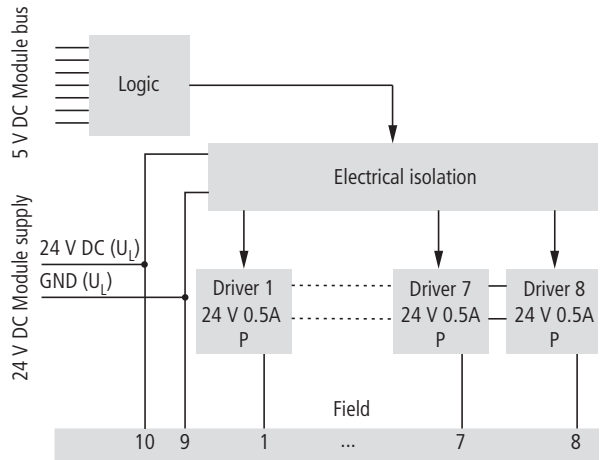 5 V DC Module bus
Logic
Electrical isolation
24 V DC Module supply
24 V DC (UL)
GND (UL)
Driver 1
24 V 0.5A
P
Driver 7
24 V 0.5A
P
Driver 8
24 V 0.5A
P
Field
10 9 1 ... 7 8